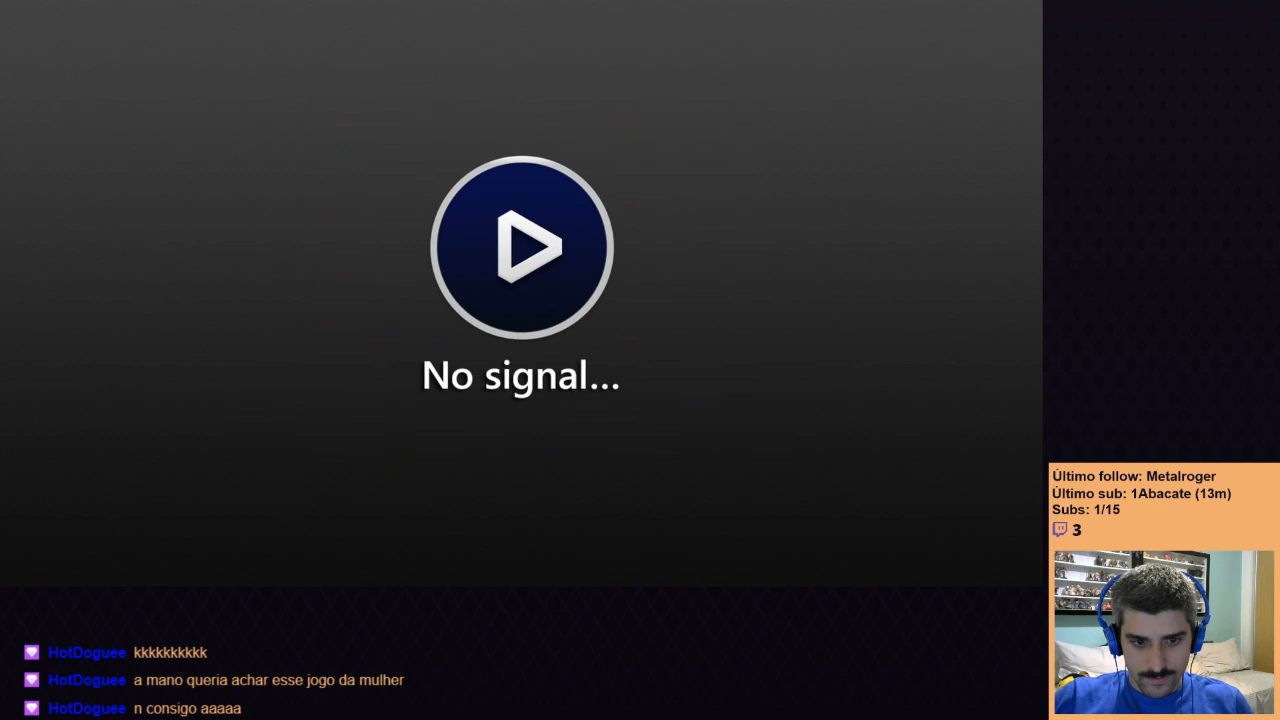 No signal...
Último follow: Metalroger
Último sub: 1Abacate (13m)
Subs: 1/15
3
HotDoguee kkkkkkkkkk
HotDoguee a mano queria achar esse jogo da mulher
HotDoguee n consigo aaaaa